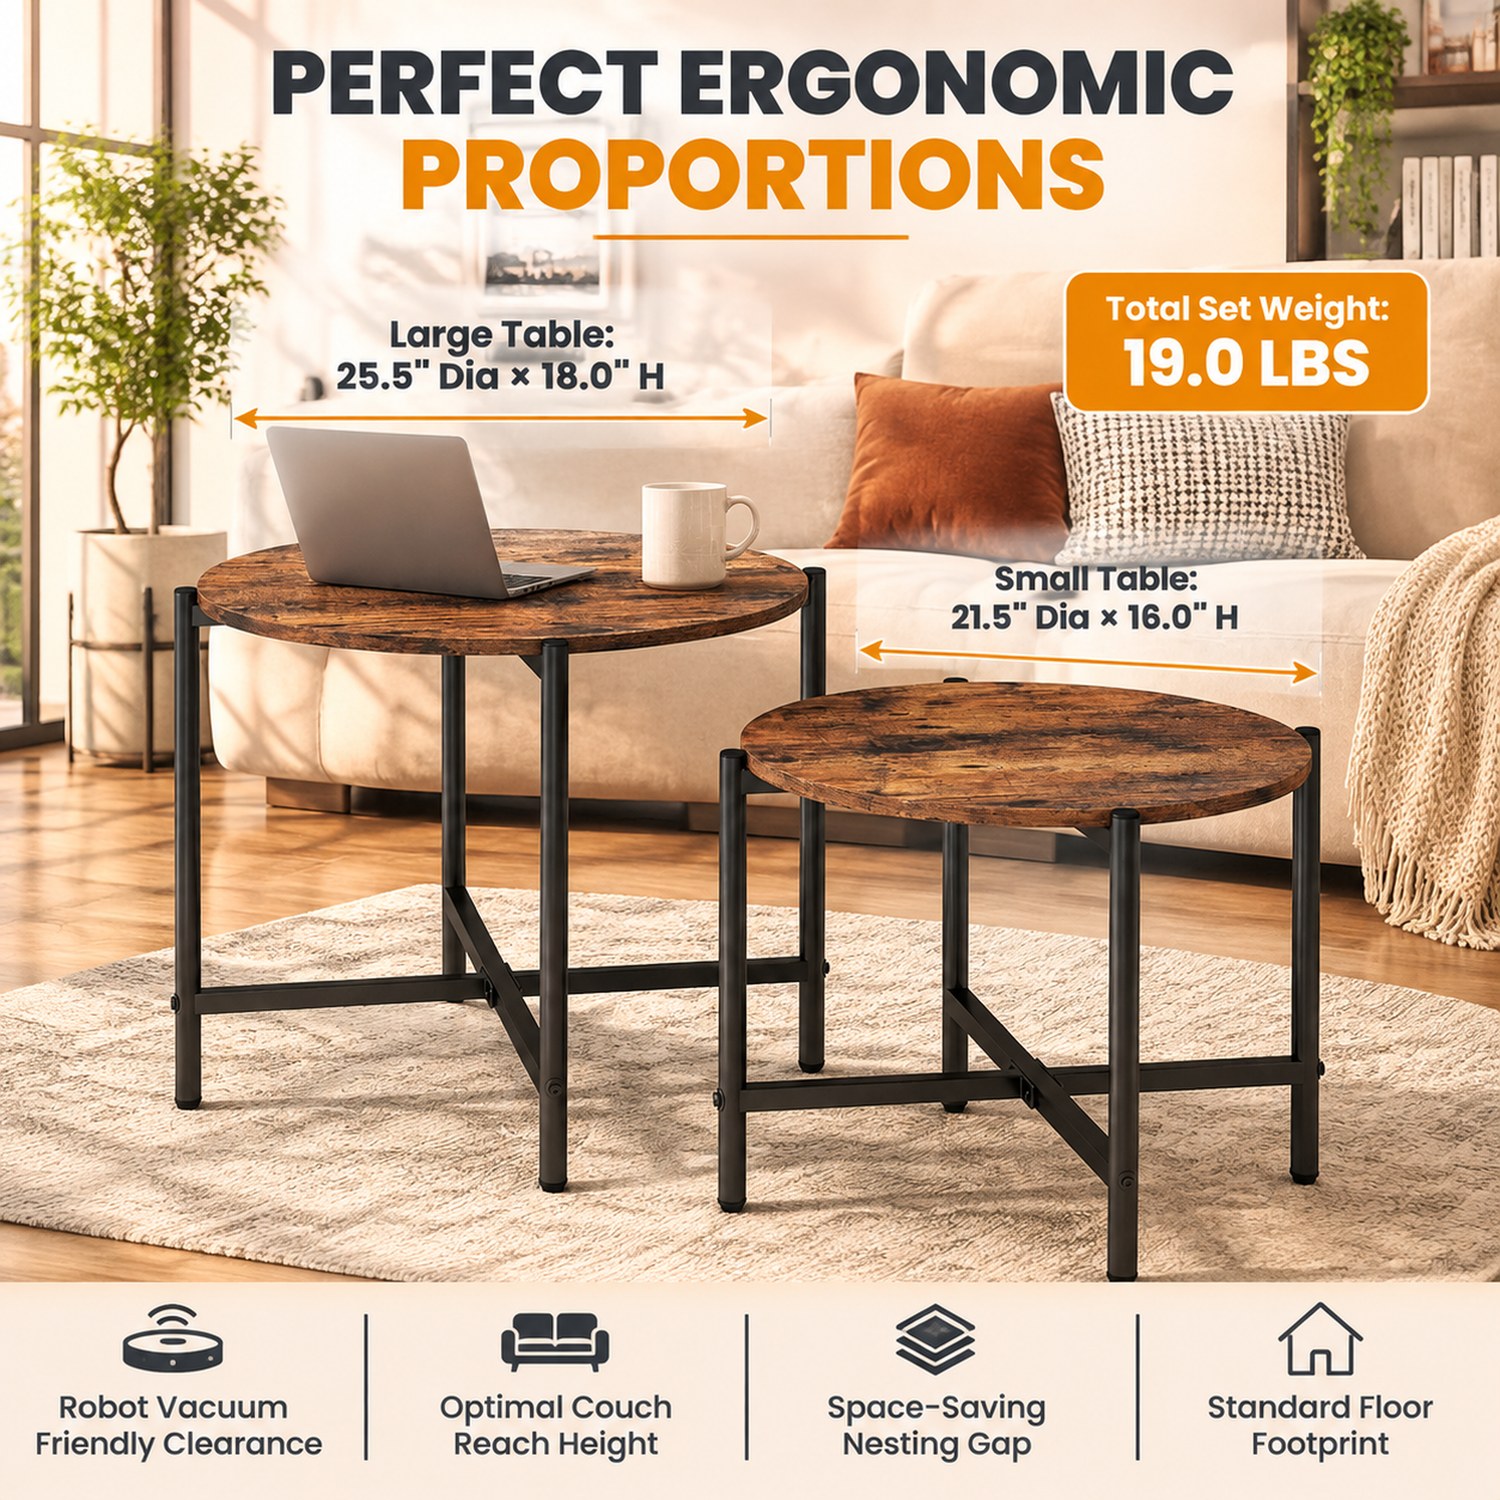 PERFECT ERGONOMIC
PROPORTIONS
Large Table:
25.5" Dia × 18.0" H
Total Set Weight:
19.0 LBS
Small Table:
21.5" Dia × 16.0" H
Robot Vacuum
Friendly Clearance
Optimal Couch
Reach Height
Space-Saving
Nesting Gap
Standard Floor
Footprint